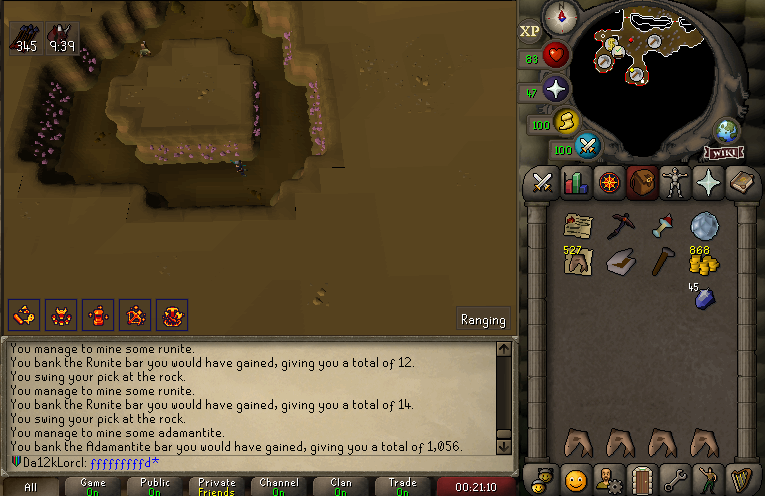 345
9:39
XP
83
47
100
100
WIKI
527
868
45
Ranging
You manage to mine some runite.
You bank the Runite bar you would have gained, giving you a total of 12.
You swing your pick at the rock.
You manage to mine some runite.
You bank the Runite bar you would have gained, giving you a total of 14.
You swing your pick at the rock.
You manage to mine some adamantite.
You bank the Adamantite bar you would have gained, giving you a total of 1,056.
Da12kLorcl: fffffffffd*
All
Game
On
Public
On
Private
Friends
Channel
On
Clan
On
Trade
On
00:21:10